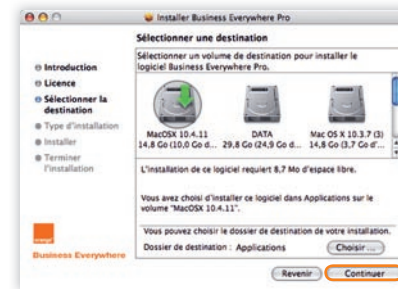 Installer Business Everywhere Pro
Sélectionner une destination
Introduction
Licence
Sélectionner la
destination
Type d'installation
Installer
Terminer
l'installation
Sélectionner un volume de destination pour installer le
logiciel Business Everywhere Pro.
MacOSX 10.4.11
14,8 Go (10,0 Go d...
DATA
29,8 Go (24,9 Go d...
Mac OS X 10.3.7 (3)
14,8 Go (3,7 Go d'...
L'installation de ce logiciel requiert 8,7 Mo d'espace libre.
Vous avez choisi d'installer ce logiciel dans Applications sur le
volume "MacOSX 10.4.11".
Vous pouvez choisir le dossier de destination de votre installation.
Dossier de destination : Applications
Choisir ...
orange
Business Everywhere
Revenir
Continuer